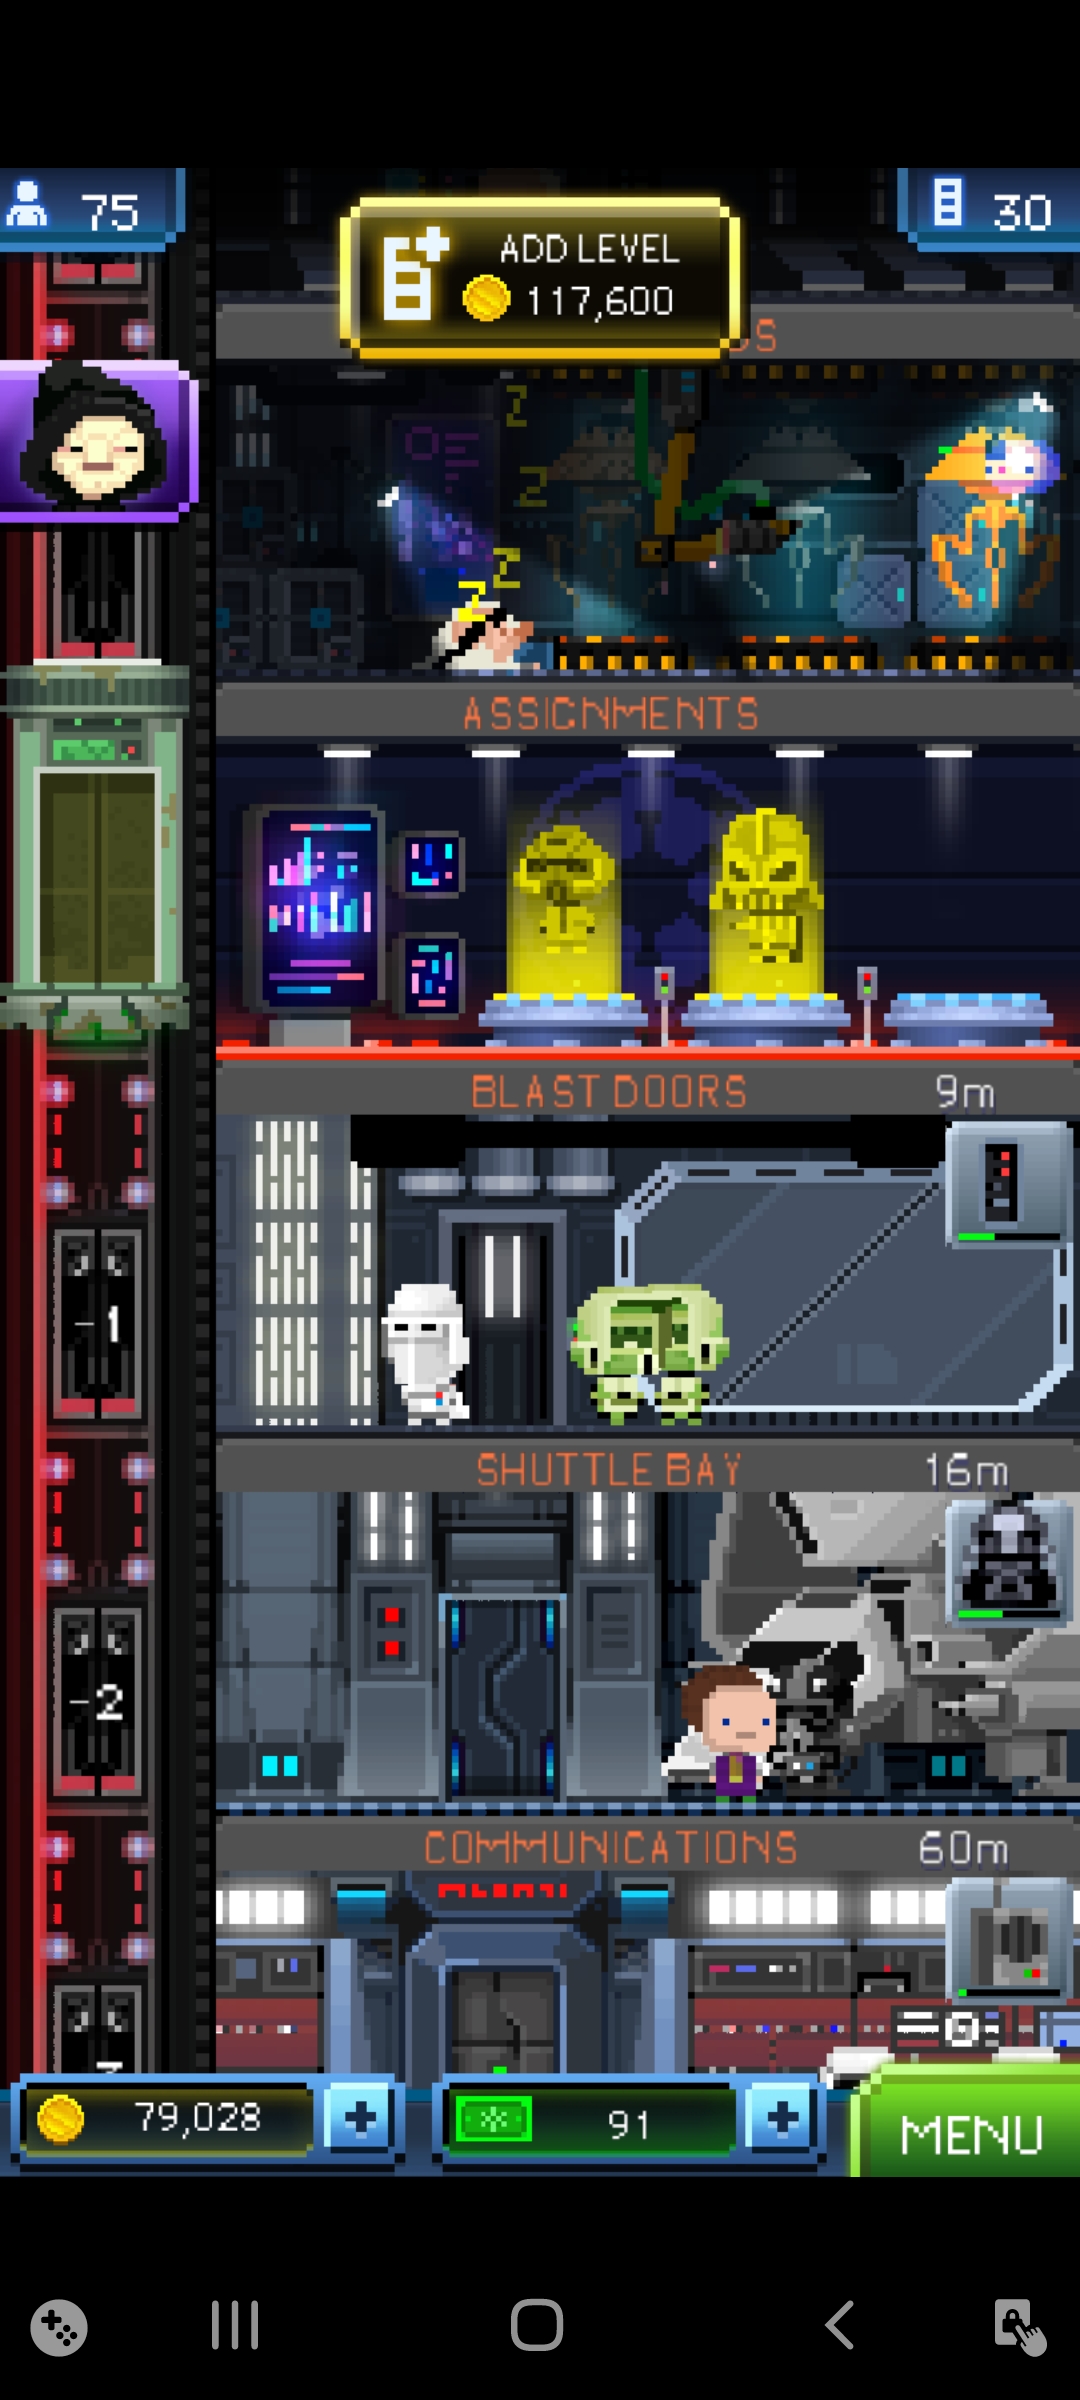 75
30
ADD LEVEL
117,600
DS
Z
Z
Z
Z
ASSIGNMENTS
BLAST DOORS 9m
-1
SHUTTLE BAY 16m
-2
COMMUNICATIONS 60m
79,028
91
MENU